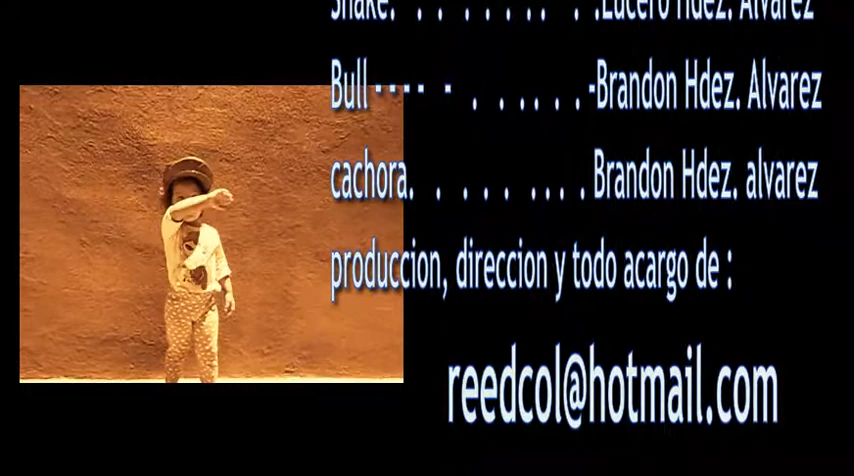 Shake. . . . . . . . . .Lucero Hdez. Alvarez
Bull - - - - - . . . . . . -Brandon Hdez. Alvarez
cachora. . . . . . . . . . Brandon Hdez. alvarez
produccion, direccion y todo acargo de :
reedcol@hotmail.com